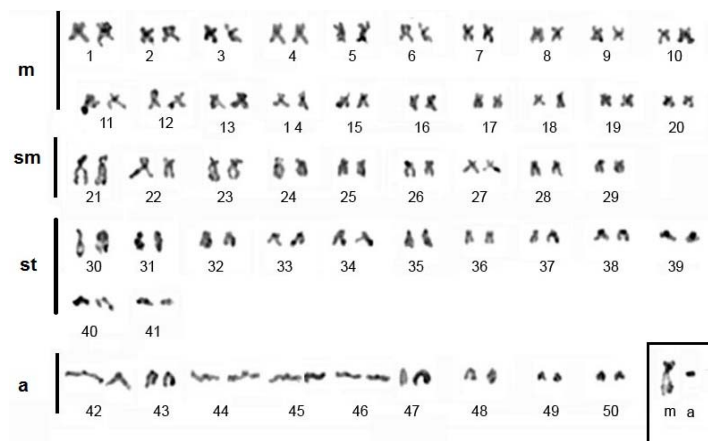 m
1 2 3 4 5 6 7 8 9 10
11 12 13 14 15 16 17 18 19 20
sm
21 22 23 24 25 26 27 28 29
st
30 31 32 33 34 35 36 37 38 39
40 41
a
42 43 44 45 46 47 48 49 50
m a